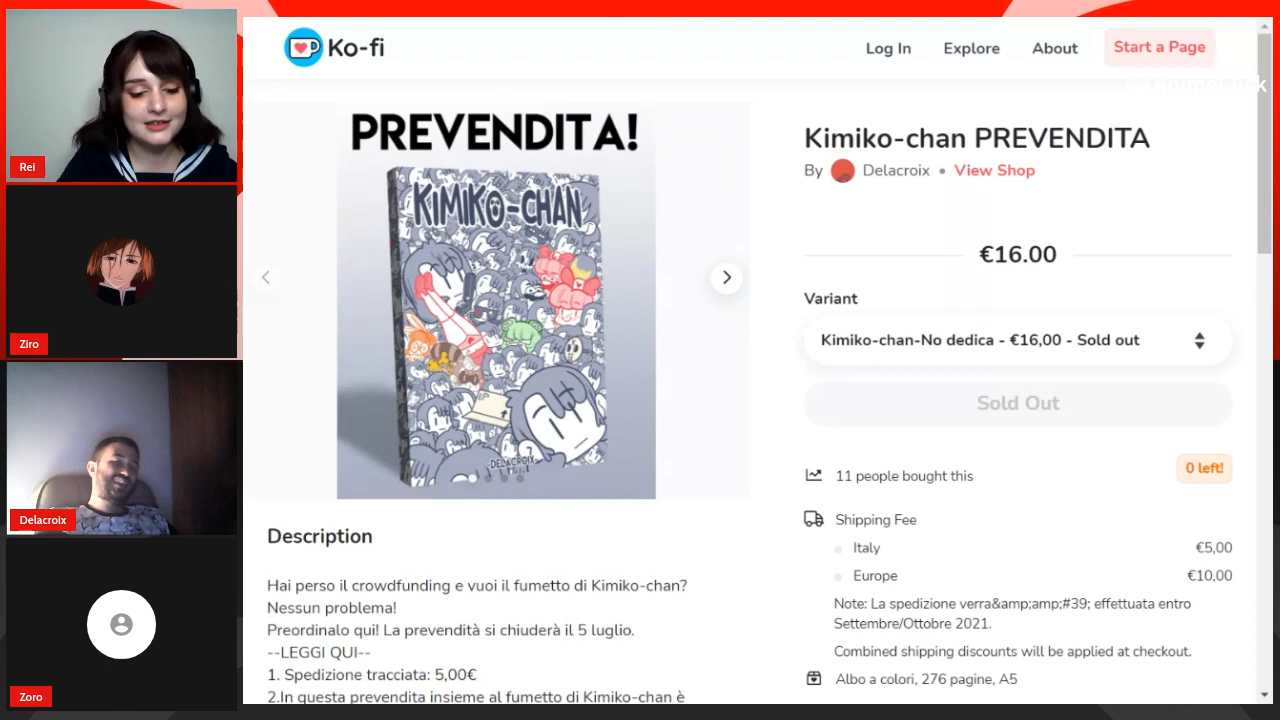 Ko-fi
Log In
Explore
About
Start a Page
AnimeClick
PREVENDITA!
KIMIKO-CHAN
DELACROIX
Kimiko-chan PREVENDITA
By Delacroix • View Shop
€16.00
Variant
Kimiko-chan-No dedica - €16,00 - Sold out
Sold Out
11 people bought this
0 left!
Shipping Fee
Italy €5,00
Europe €10,00
Note: La spedizione verra&amp;amp;#39; effettuata entro
Settembre/Ottobre 2021.
Combined shipping discounts will be applied at checkout.
Albo a colori, 276 pagine, A5
Description
Hai perso il crowdfunding e vuoi il fumetto di Kimiko-chan?
Nessun problema!
Preordinalo qui! La prevendità si chiuderà il 5 luglio.
--LEGGI QUI--
1. Spedizione tracciata: 5,00€
2.In questa prevendita insieme al fumetto di Kimiko-chan è
Rei
Ziro
Delacroix
Zoro